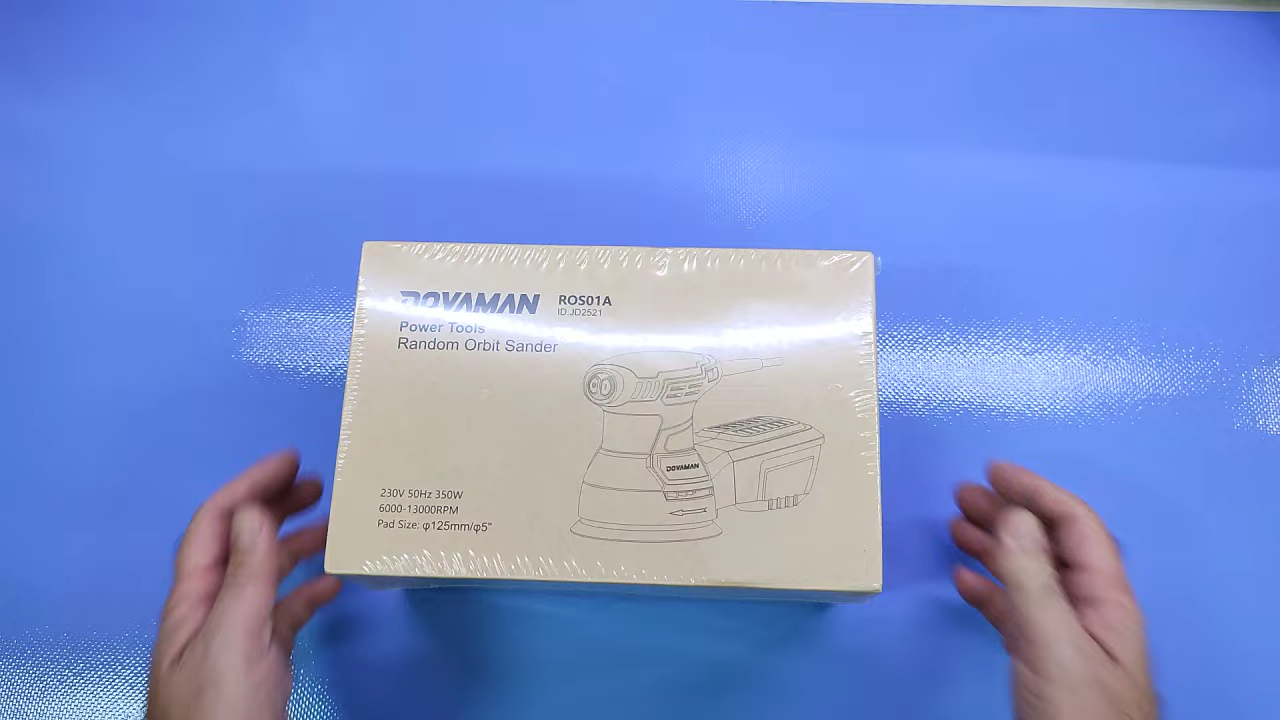 DOVAMAN ROS01A
ID.JD2521
Power Tools
Random Orbit Sander
DOVAMAN
230V 50Hz 350W
6000-13000RPM
Pad Size: φ125mm/φ5"